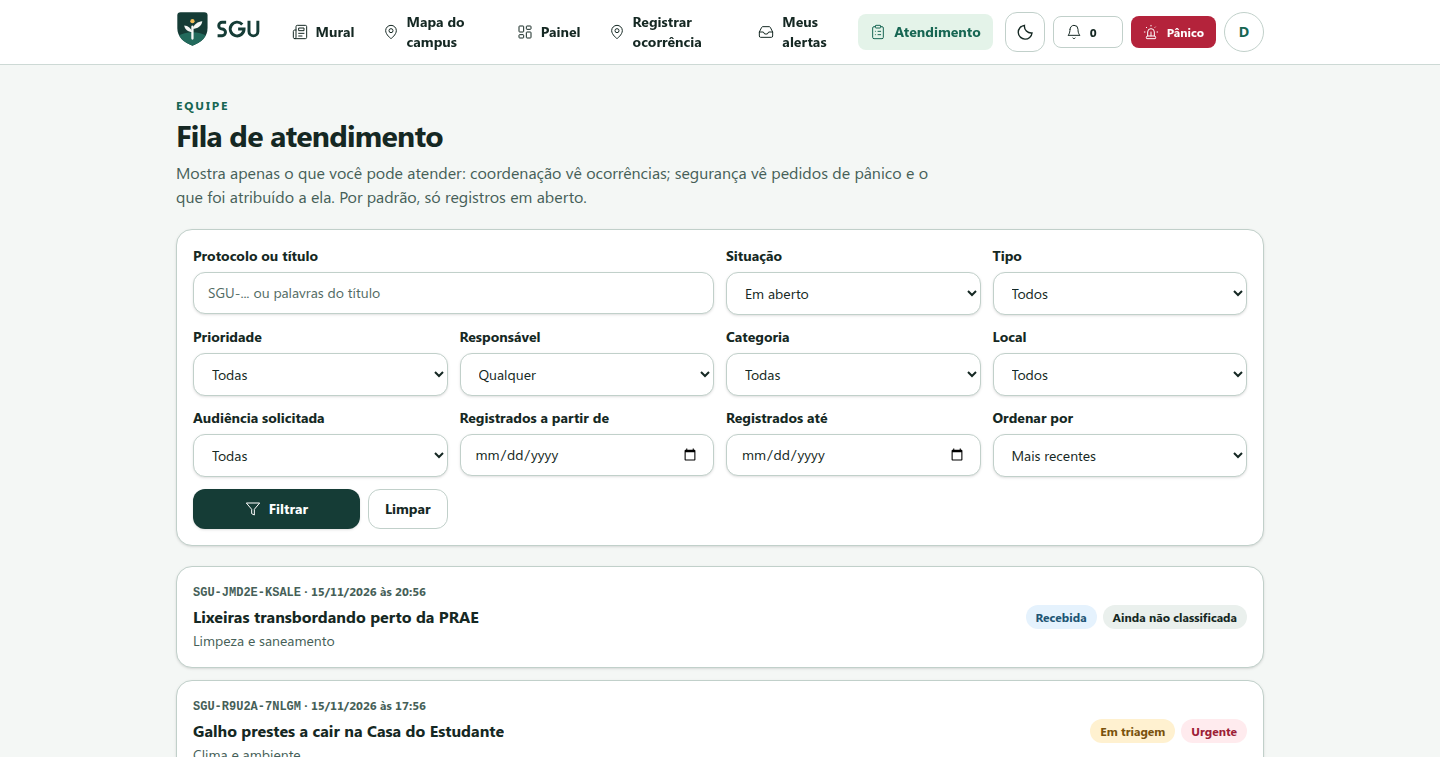 SGU
Mural
Mapa do
campus
Painel
Registrar
ocorrência
Meus
alertas
Atendimento
0
Pânico
D
EQUIPE
Fila de atendimento
Mostra apenas o que você pode atender: coordenação vê ocorrências; segurança vê pedidos de pânico e o
que foi atribuído a ela. Por padrão, só registros em aberto.
Protocolo ou título
Situação
Tipo
SGU-... ou palavras do título
Em aberto
Todos
Prioridade
Responsável
Categoria
Local
Todas
Qualquer
Todas
Todos
Audiência solicitada
Registrados a partir de
Registrados até
Ordenar por
Todas
mm/dd/yyyy
mm/dd/yyyy
Mais recentes
Filtrar
Limpar
SGU-JMD2E-KSALE · 15/11/2026 às 20:56
Lixeiras transbordando perto da PRAE
Recebida
Ainda não classificada
Limpeza e saneamento
SGU-R9U2A-7NLGM · 15/11/2026 às 17:56
Galho prestes a cair na Casa do Estudante
Em triagem
Urgente
Clima e ambiente